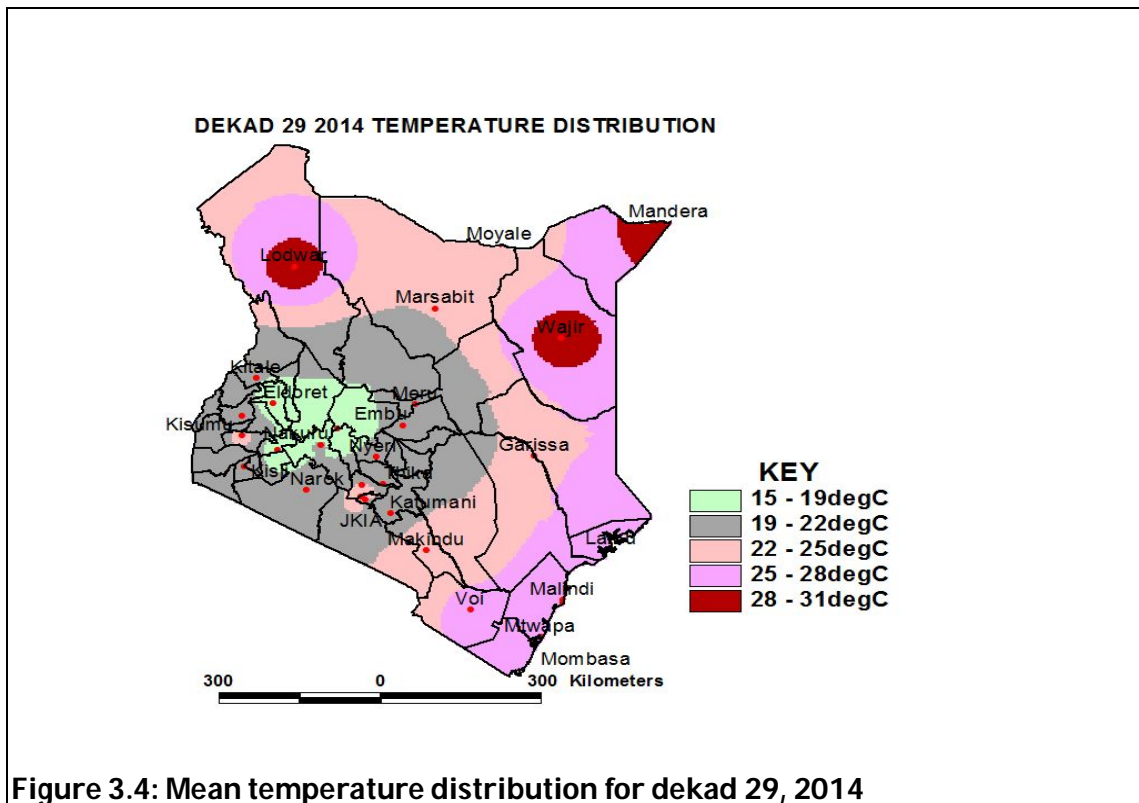 DEKAD 29 2014 TEMPERATURE DISTRIBUTION
Mandera
Moyale
Lodwar
Marsabit
Wajir
Kitale
Eldoret
Meru
Embu
Kisumu
Nakuru
Nyeri
Garissa
Kisi
Narok
Thika
Katumani
JKIA
Makindu
Lamu
Malindi
Voi
Mtwapa
Mombasa
KEY
15 - 19degC
19 - 22degC
22 - 25degC
25 - 28degC
28 - 31degC
300 0 300 Kilometers
Figure 3.4: Mean temperature distribution for dekad 29, 2014